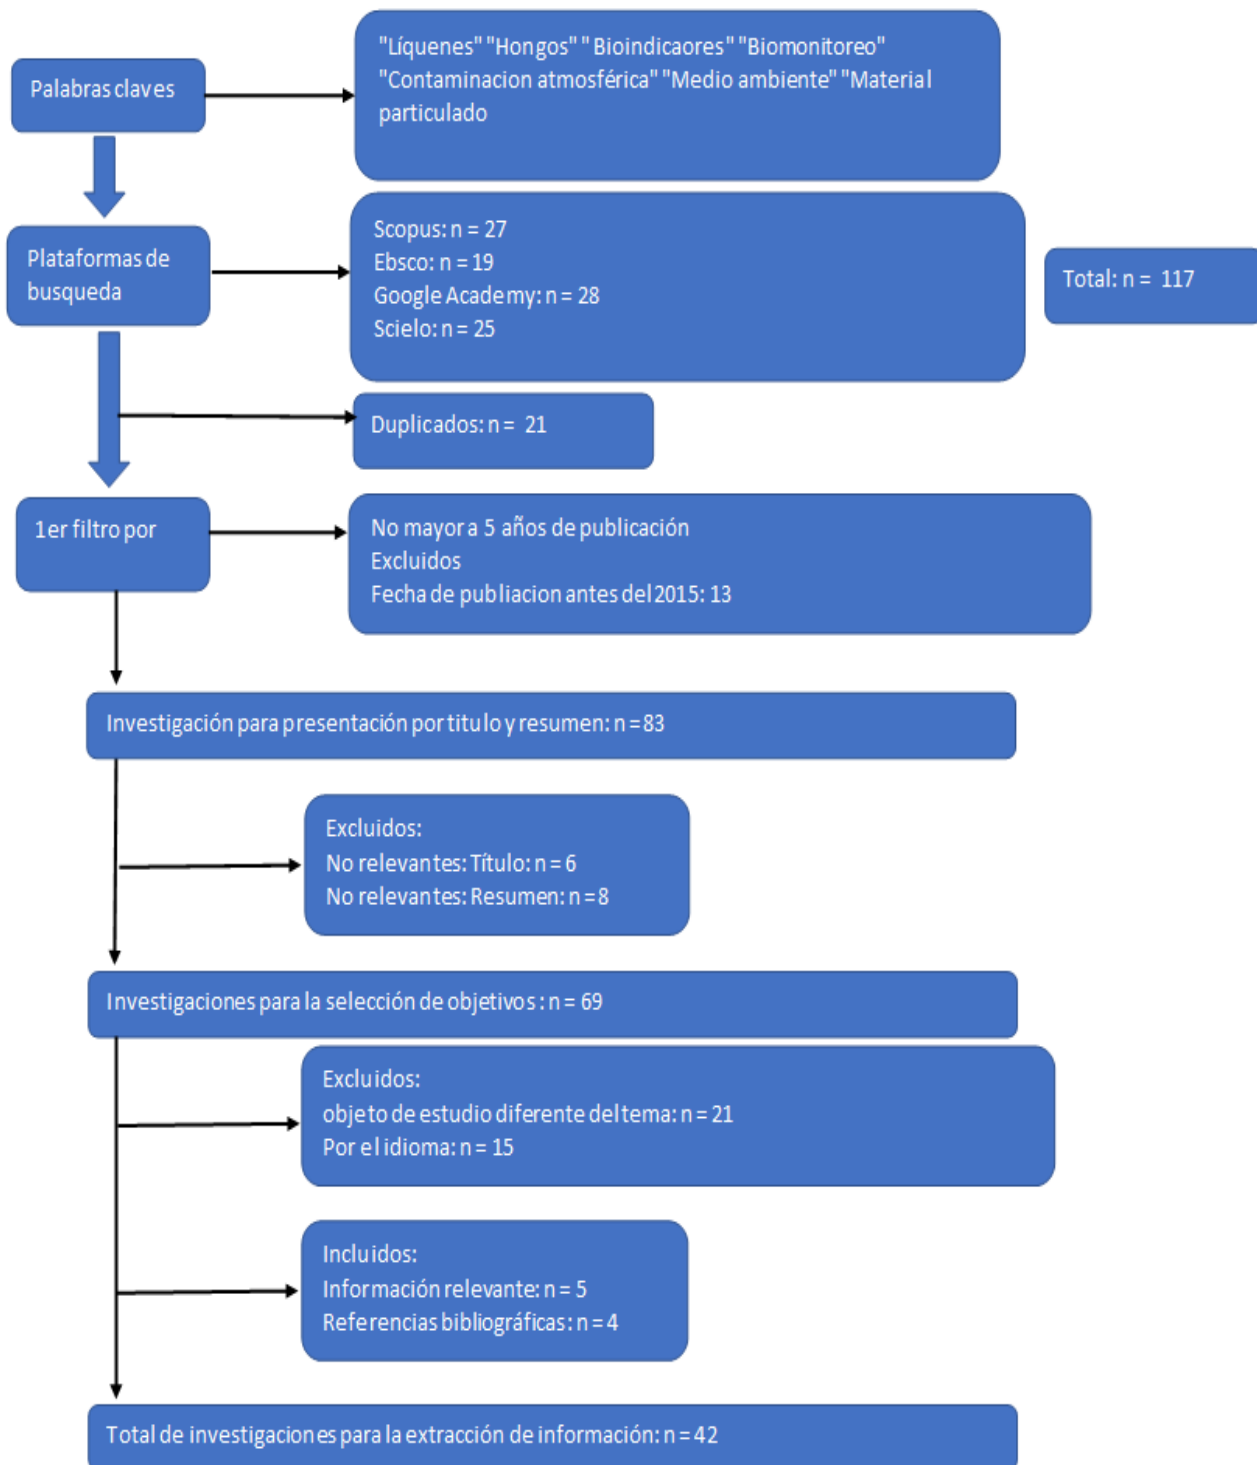 Palabras claves
"Líquenes" "Hongos" "Bioindicaores" "Biomonitoreo"
"Contaminacion atmosférica" "Medio ambiente" "Material
particulado
Plataformas de
busqueda
Scopus: n = 27
Ebsco: n = 19
Google Academy: n = 28
Scielo: n = 25
Total: n = 117
Duplicados: n = 21
1er filtro por
No mayor a 5 años de publicación
Excluidos
Fecha de publiacion antes del 2015: 13
Investigación para presentación por titulo y resumen: n = 83
Excluidos:
No relevantes: Título: n = 6
No relevantes: Resumen: n = 8
Investigaciones para la selección de objetivos : n = 69
Excluidos:
objeto de estudio diferente del tema: n = 21
Por el idioma: n = 15
Incluidos:
Información relevante: n = 5
Referencias bibliográficas: n = 4
Total de investigaciones para la extracción de información: n = 42